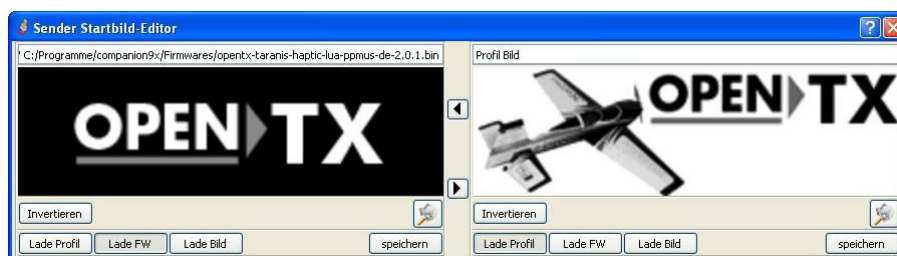 Sender Startbild-Editor
C:/Programme/companion9x/Firmwares/opentx-taranis-haptic-lua-ppmus-de-2.0.1.bin
OPEN TX
Invertieren
Lade Profil Lade FW Lade Bild speichern
Profil Bild
OPEN TX
Invertieren
Lade Profil Lade FW Lade Bild speichern